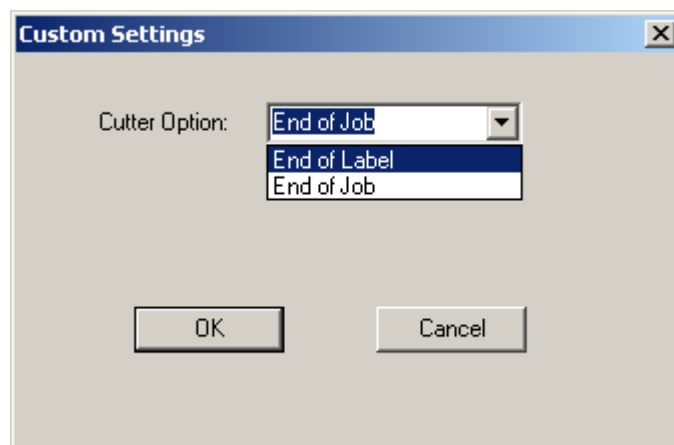 Custom Settings
Cutter Option:
End of Job
End of Label
End of Job
OK
Cancel